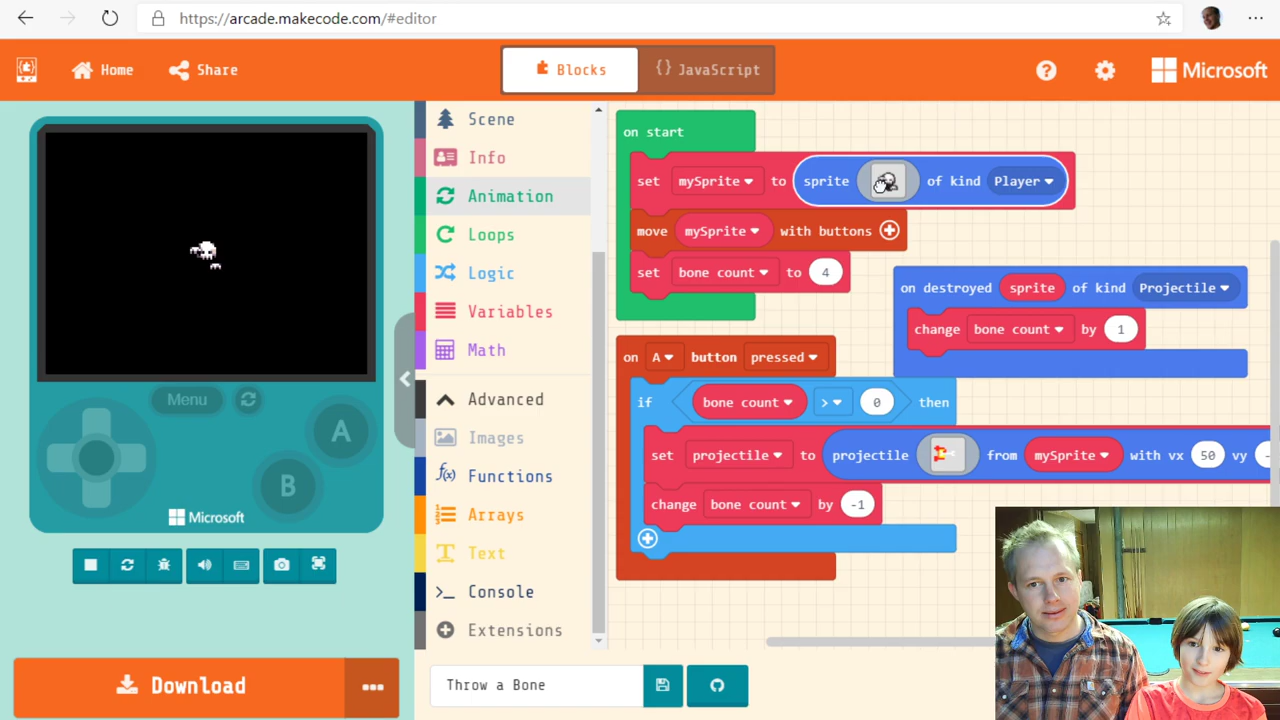 https://arcade.makecode.com/#editor
Home
Share
Blocks
{} JavaScript
Microsoft
Menu
A
B
Microsoft
Download
Scene
Info
Animation
Loops
Logic
Variables
Math
Advanced
Images
Functions
Arrays
Text
Console
Extensions
Throw a Bone
on start
set mySprite to sprite of kind Player
move mySprite with buttons
set bone count to 4
on destroyed sprite of kind Projectile
change bone count by 1
on A button pressed
if bone count > 0 then
set projectile to projectile from mySprite with vx 50 vy -
change bone count by -1